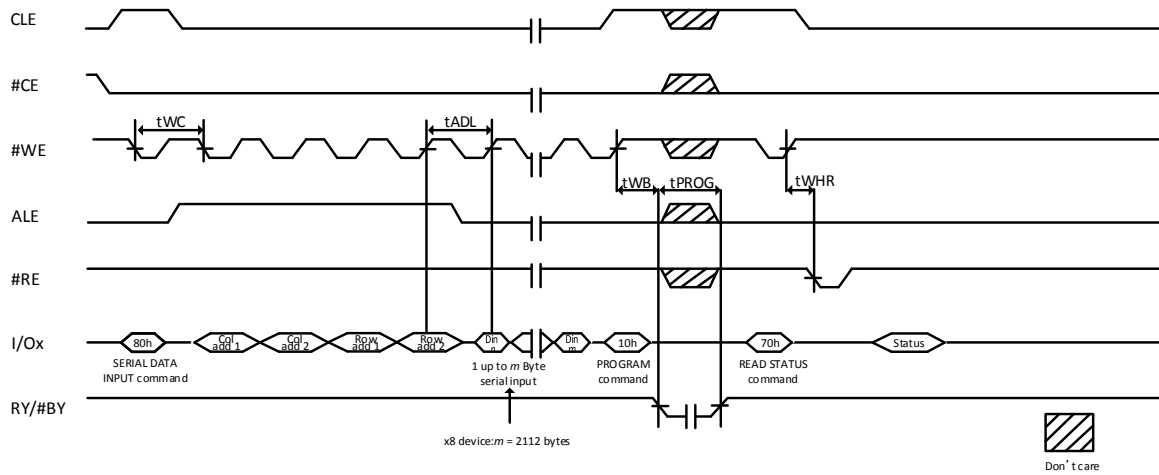 CLE
#CE
tWC
tADL
#WE
tWB
tPROG
tWHR
ALE
#RE
I/Ox
80h
Col
add 1
Col
add 2
Row
add 1
Row
add 2
Din
n
Din
m
10h
70h
Status
SERIAL DATA
INPUT command
1 up to m Byte
serial input
PROGRAM
command
READ STATUS
command
RY/#BY
x8 device:m = 2112 bytes
Don't care